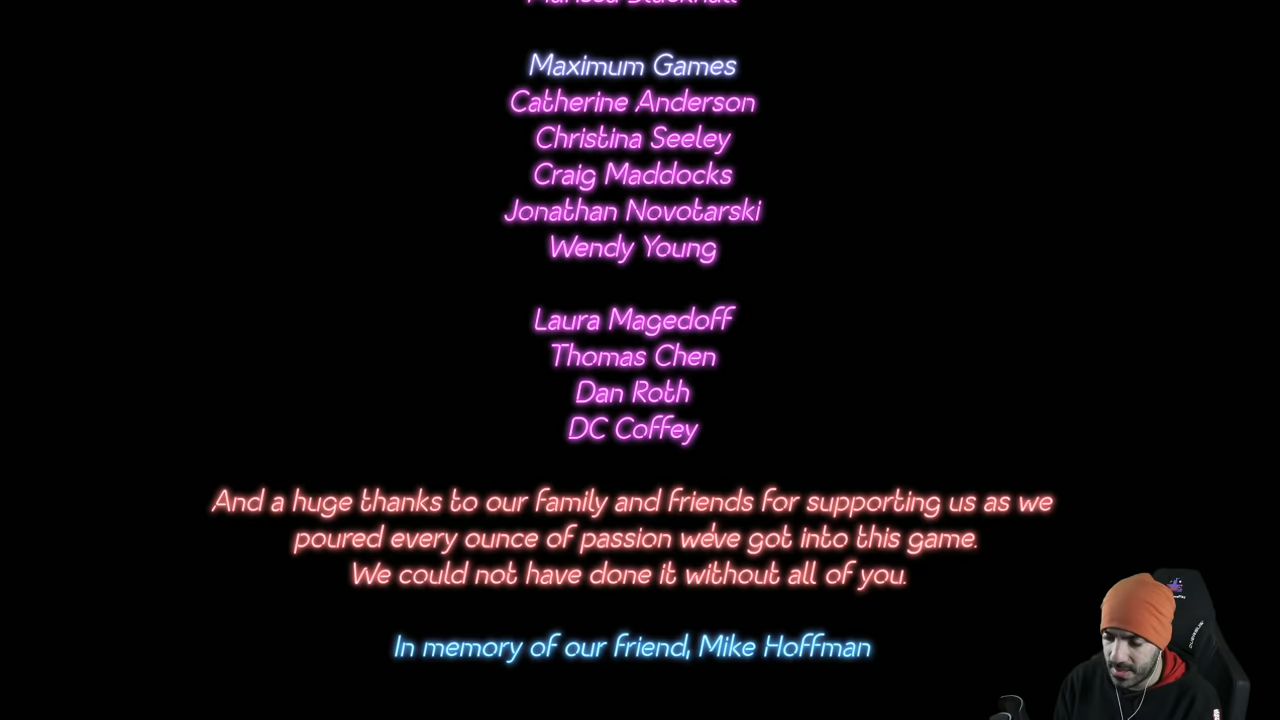 Maximum Games
Catherine Anderson
Christina Seeley
Craig Maddocks
Jonathan Novotarski
Wendy Young
Laura Magedoff
Thomas Chen
Dan Roth
DC Coffey
And a huge thanks to our family and friends for supporting us as we
poured every ounce of passion we've got into this game.
We could not have done it without all of you.
In memory of our friend, Mike Hoffman